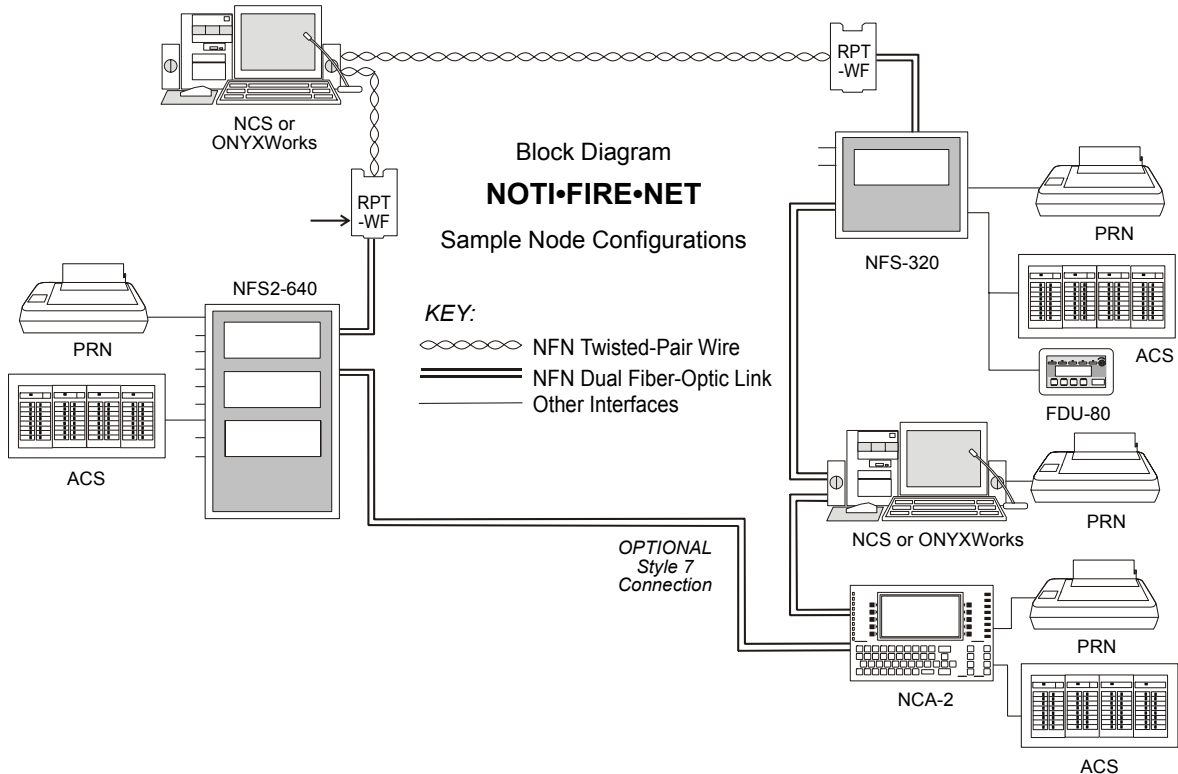 RPT
-WF
NCS or
ONYXWorks
Block Diagram
NOTI•FIRE•NET
Sample Node Configurations
RPT
-WF
PRN
NFS-320
NFS2-640
KEY:
NFN Twisted-Pair Wire
NFN Dual Fiber-Optic Link
Other Interfaces
PRN
ACS
FDU-80
ACS
PRN
NCS or ONYXWorks
OPTIONAL
Style 7
Connection
PRN
NCA-2
ACS